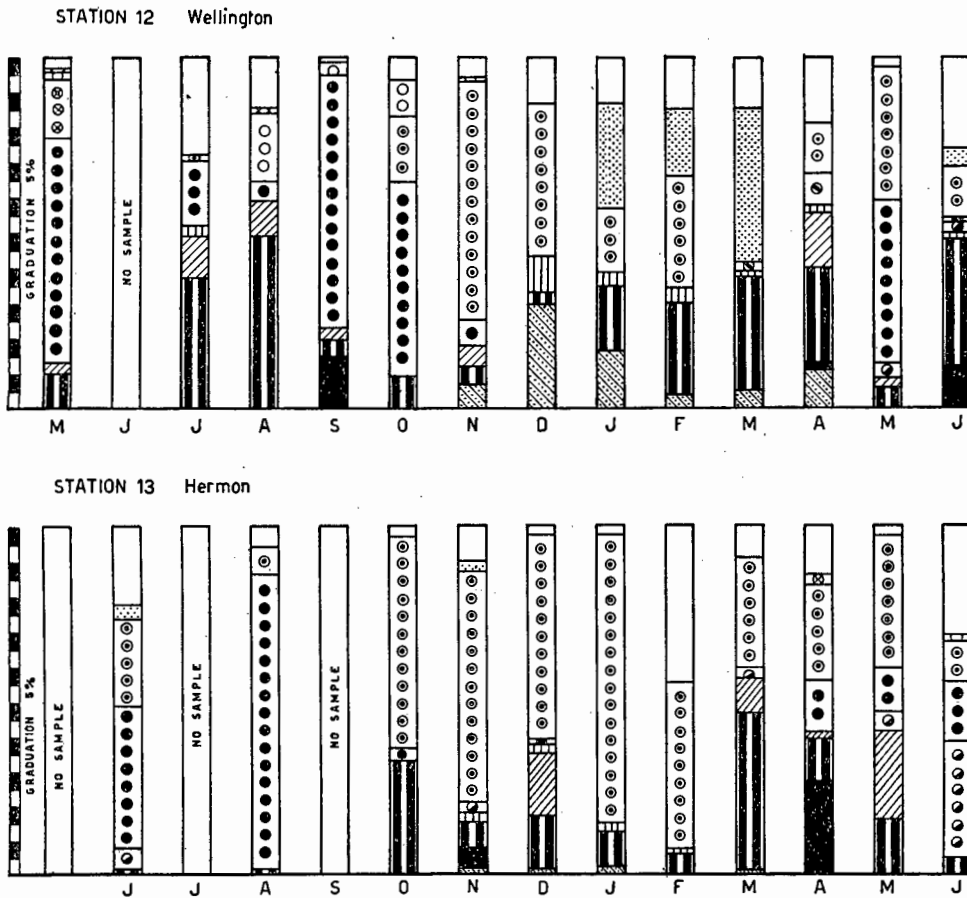 STATION 12 Wellington
GRADUATION 5%
NO SAMPLE
M J J A S O N D J F M A M J
STATION 13 Hermon
GRADUATION 5%
NO SAMPLE
NO SAMPLE
NO SAMPLE
J J A S O N D J F M A M J